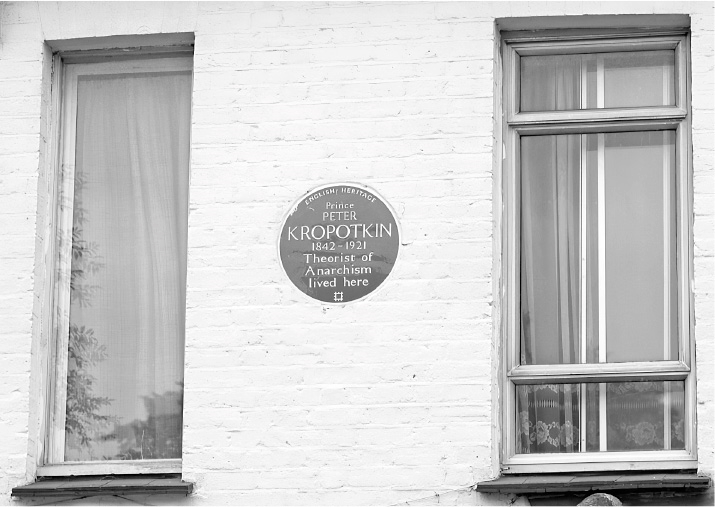 ENGLISH HERITAGE
Prince
PETER
KROPOTKIN
1842-1921
Theorist of
Anarchism
lived here